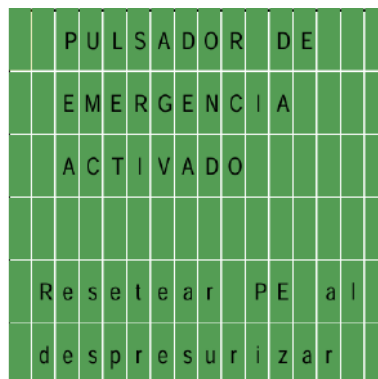 PULSADOR DE
EMERGENCIA
ACTIVADO
Resetear PE al
despresurizar